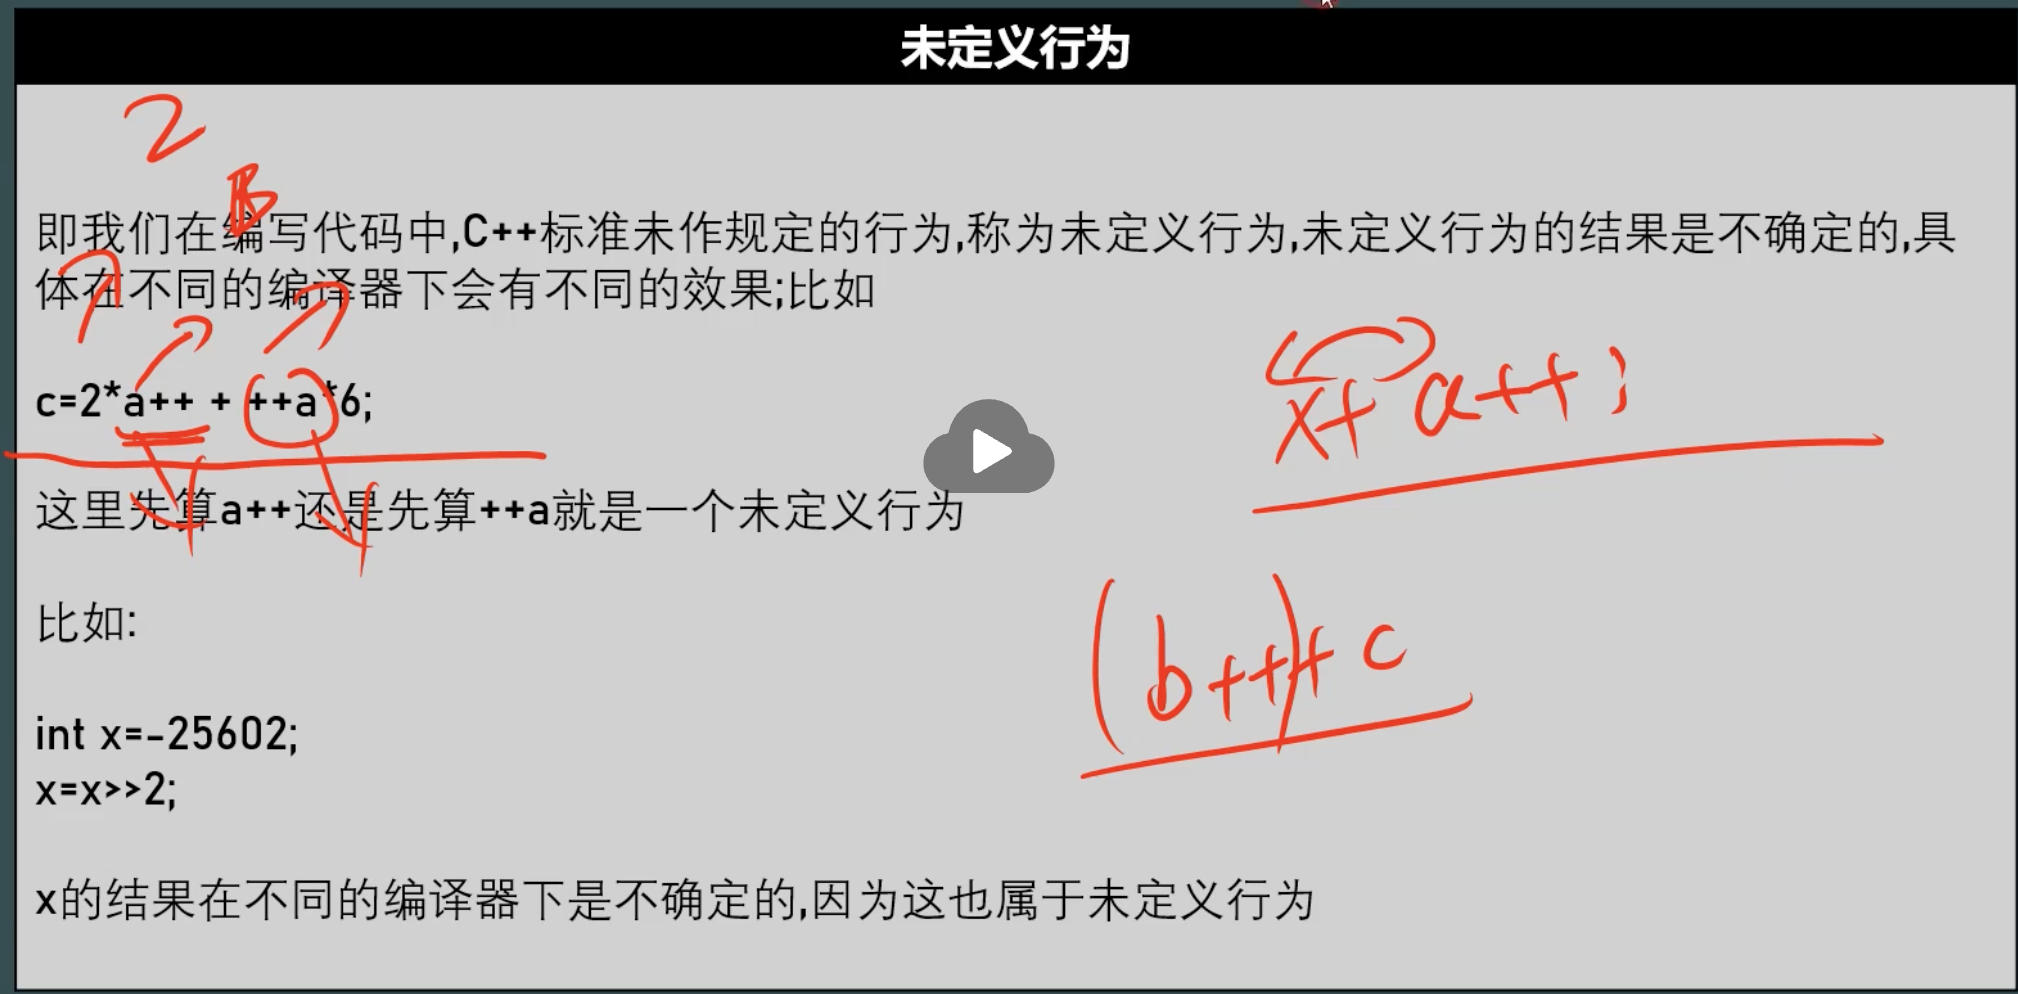 未定义行为
2
B
即我们在编写代码中,C++标准未作规定的行为,称为未定义行为,未定义行为的结果是不确定的,具
体在不同的编译器下会有不同的效果;比如
c=2*a++ + ++a*6;
x+ a++;
这里先算a++还是先算++a就是一个未定义行为
比如:
(b++)+c
int x=-25602;
x=x>>2;
x的结果在不同的编译器下是不确定的,因为这也属于未定义行为